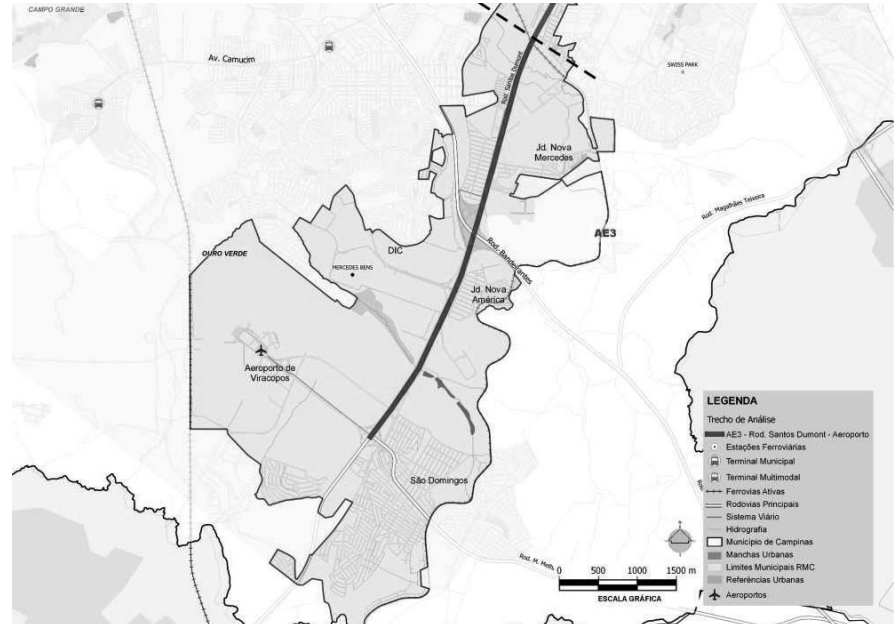 CAMPO GRANDE
Av. Camucim
Rod. Santos Dumont
SWISS PARK
Jd. Nova
Mercedes
Rod. Magalhães Teixeira
AE3
DIC
OURO VERDE
Rod. Bandeirantes
MERCEDES BENS
Jd. Nova
América
Aeroporto de
Viracopos
São Domingos
Rod. M. Melh
LEGENDA
Trecho de Análise
AE3 - Rod. Santos Dumont - Aeroporto
Estações Ferroviárias
Terminal Municipal
Terminal Multimodal
Ferrovias Ativas
Rodovias Principais
Sistema Viário
Hidrografia
Município de Campinas
Manchas Urbanas
Limites Municipais RMC
Referências Urbanas
Aeroportos
0 500 1000 1500 m
ESCALA GRÁFICA